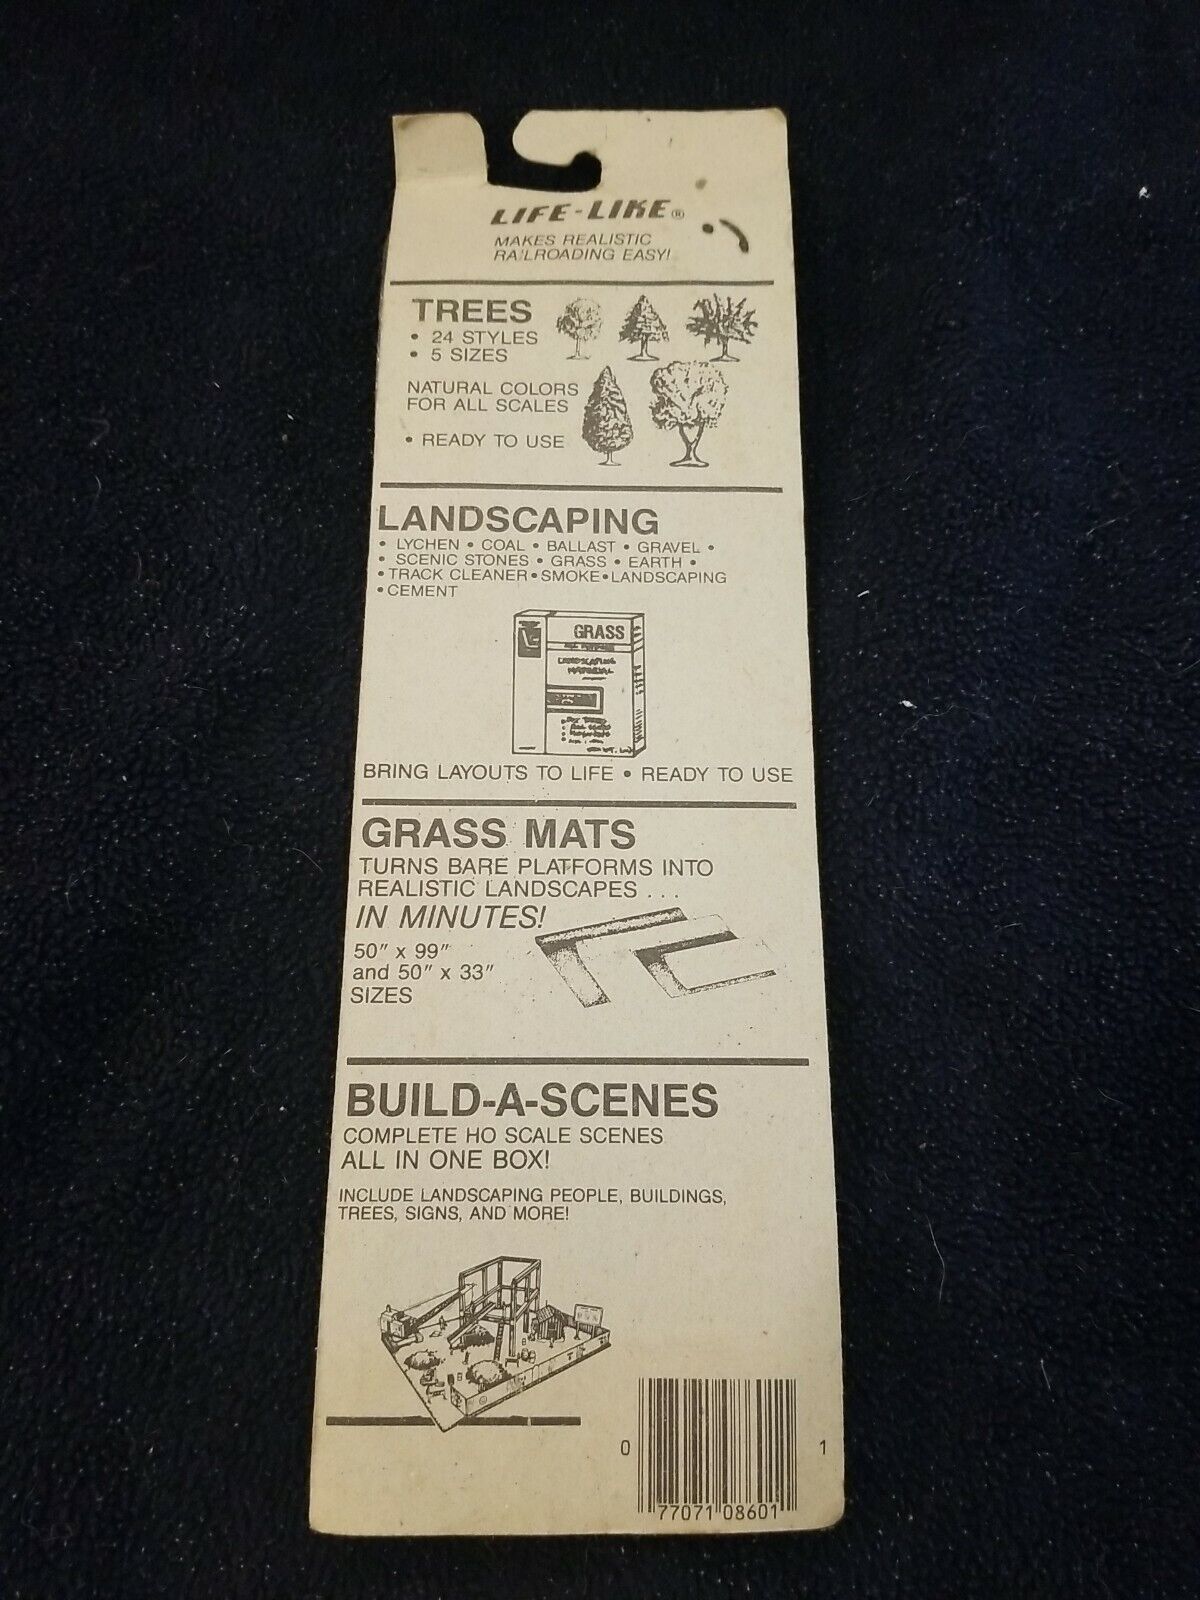 LIFE-LIKE®
MAKES REALISTIC
RAILROADING EASY!
TREES
• 24 STYLES
• 5 SIZES
NATURAL COLORS
FOR ALL SCALES
• READY TO USE
LANDSCAPING
• LYCHEN • COAL • BALLAST • GRAVEL •
• SCENIC STONES • GRASS • EARTH •
• TRACK CLEANER • SMOKE • LANDSCAPING
• CEMENT
GRASS
LANDSCAPING
MATERIAL
BRING LAYOUTS TO LIFE • READY TO USE
GRASS MATS
TURNS BARE PLATFORMS INTO
REALISTIC LANDSCAPES . . .
IN MINUTES!
50" x 99"
and 50" x 33"
SIZES
BUILD-A-SCENES
COMPLETE HO SCALE SCENES
ALL IN ONE BOX!
INCLUDE LANDSCAPING PEOPLE, BUILDINGS,
TREES, SIGNS, AND MORE!
0 77071 08601 1